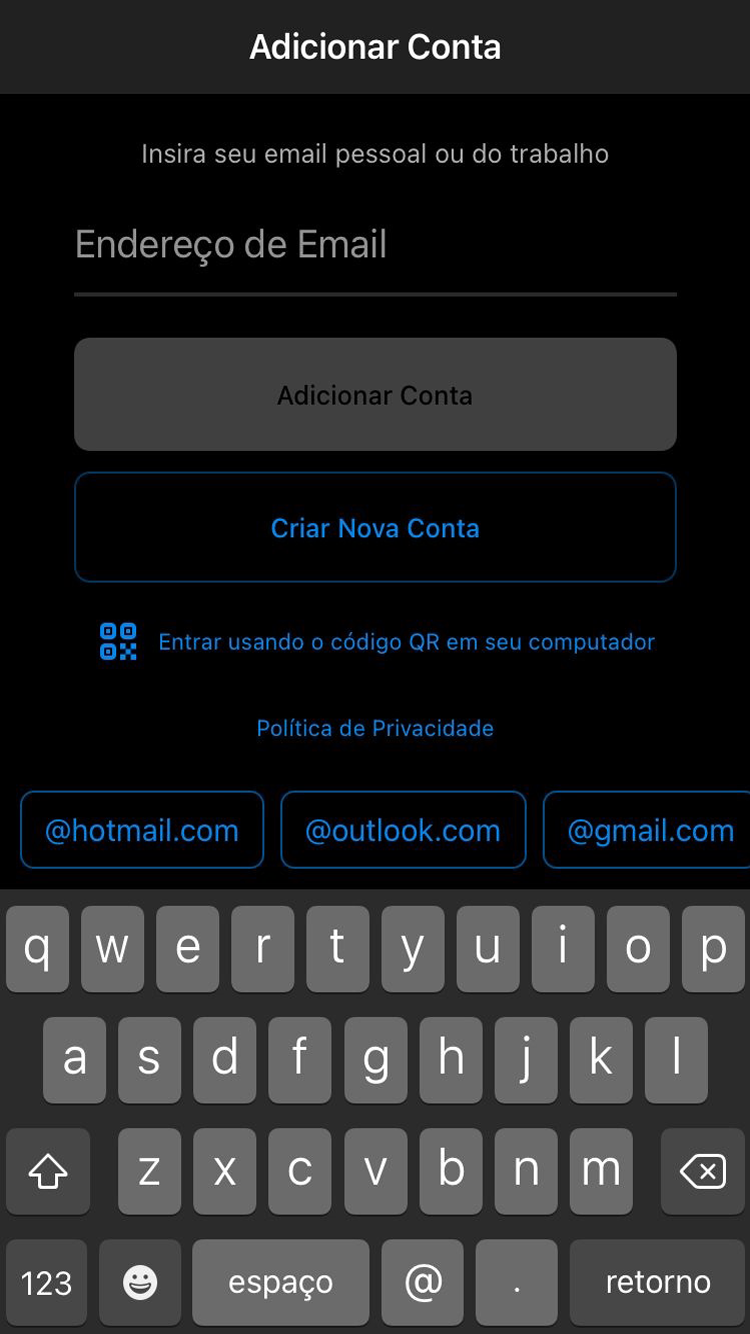 Adicionar Conta
Insira seu email pessoal ou do trabalho
Endereço de Email
Adicionar Conta
Criar Nova Conta
Entrar usando o código QR em seu computador
Política de Privacidade
@hotmail.com @outlook.com @gmail.com
q w e r t y u i o p
a s d f g h j k l
z x c v b n m
123 espaço @ . retorno